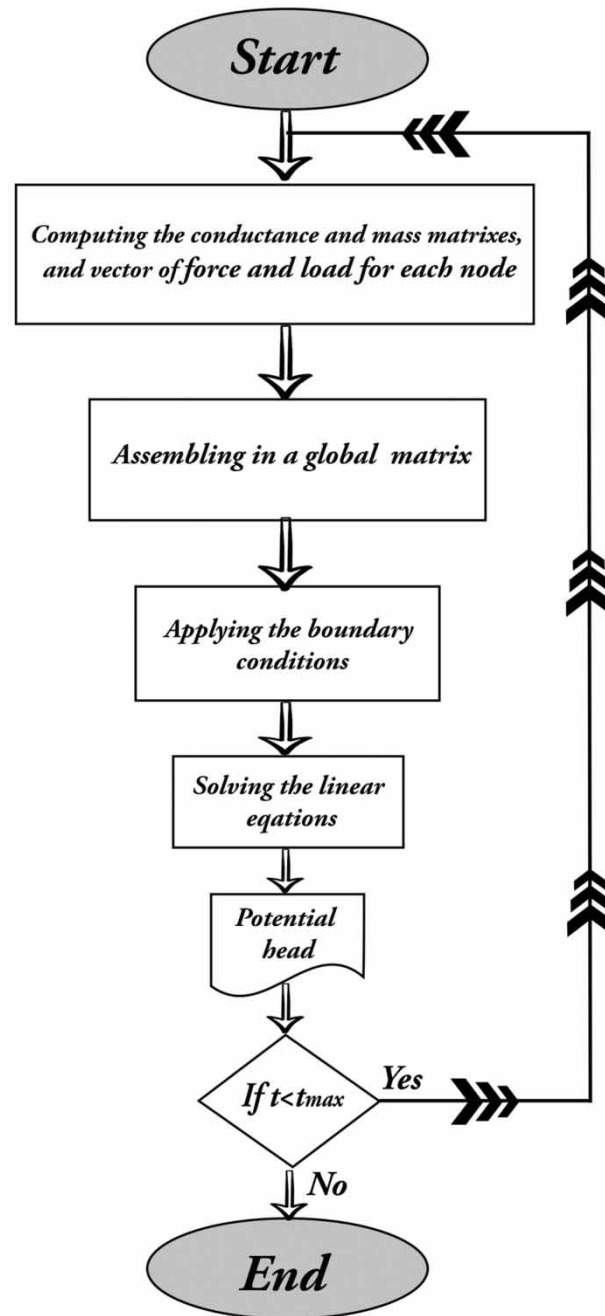 Start
Computing the conductance and mass matrixes,
and vector of force and load for each node
Assembling in a global matrix
Applying the boundary
conditions
Solving the linear
eqations
Potential
head
If t<tmax
Yes
No
End